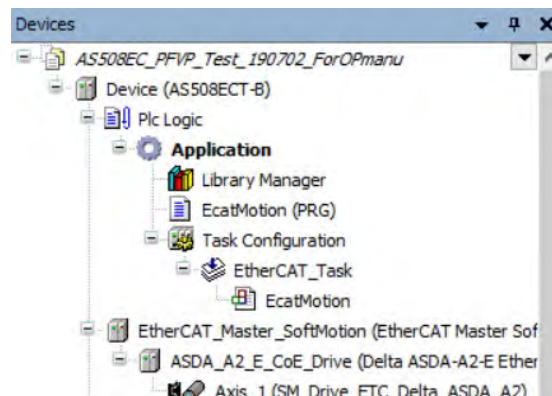 Devices
AS508EC_PFVP_Test_190702_ForOPmanu
Device (AS508ECT-B)
Plc Logic
Application
Library Manager
EcatMotion (PRG)
Task Configuration
EtherCAT_Task
EcatMotion
EtherCAT_Master_SoftMotion (EtherCAT Master Sof
ASDA_A2_E_CoE_Drive (Delta ASDA-A2-E Ether
Axis_1 (SM_Drive_ETC_Delta_ASDA_A2)